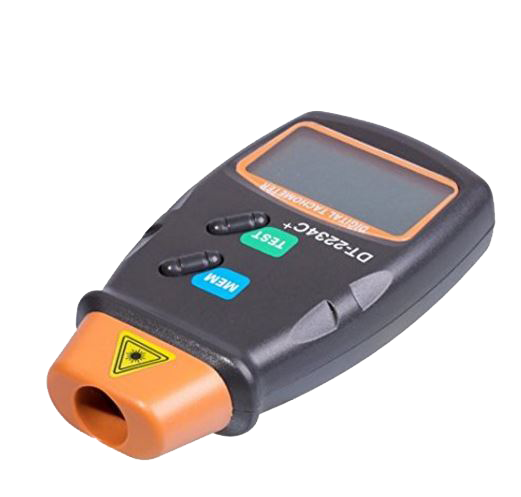 DIGITAL TACHOMETER
DT-2234C+
TEST
MEM